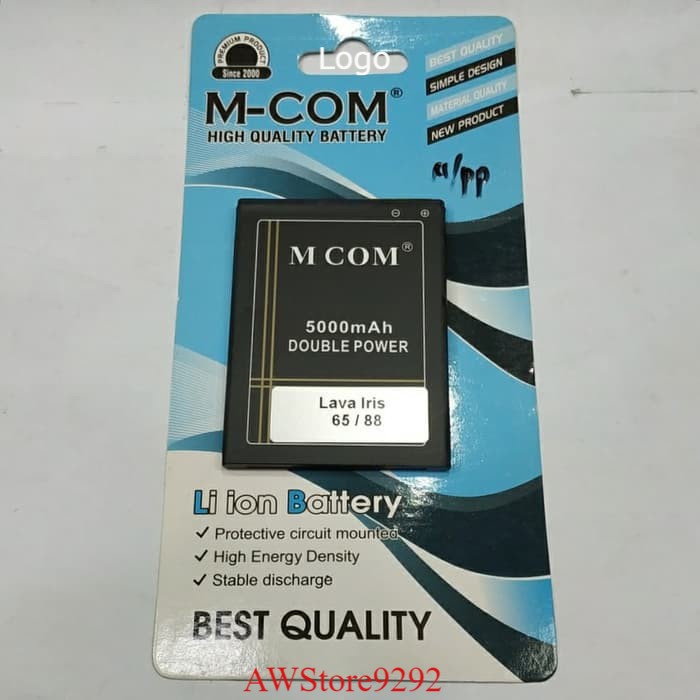 PREMIUM PRODUCT
Since 2000
Logo
M-COM®
HIGH QUALITY BATTERY
BEST QUALITY
SIMPLE DESIGN
MATERIAL QUALITY
NEW PRODUCT
M COM®
5000mAh
DOUBLE POWER
Lava Iris
65 / 88
Li ion Battery
✓ Protective circuit mounted
✓ High Energy Density
✓ Stable discharge
BEST QUALITY
AWStore9292